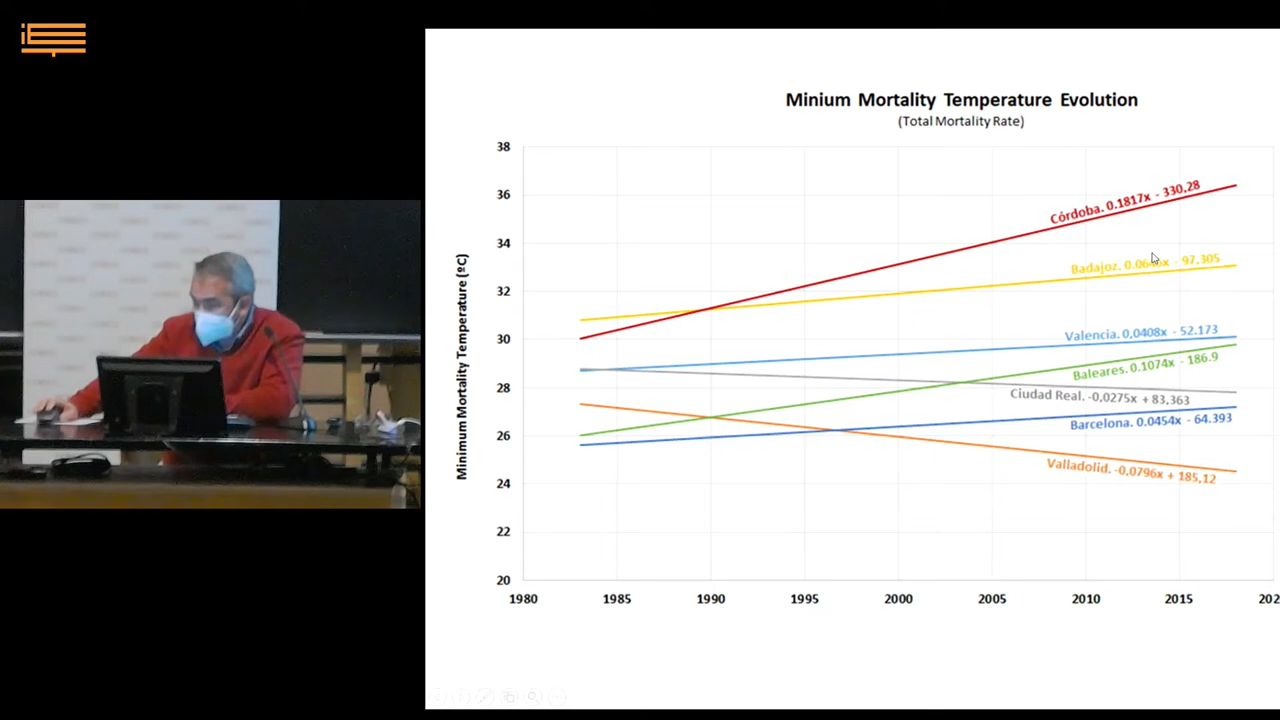 Minium Mortality Temperature Evolution
(Total Mortality Rate)
Minimum Mortality Temperature (ºC)
38
36
34
32
30
28
26
24
22
20
Córdoba. 0.1817x - 330,28
Badajoz. - 97,305
Valencia. 0,0408x - 52.173
Baleares. 0.1074x - 186.9
Ciudad Real. -0,0275x + 83,363
Barcelona. 0.0454x - 64.393
Valladolid. -0,0796x + 185,12
1980 1985 1990 1995 2000 2005 2010 2015